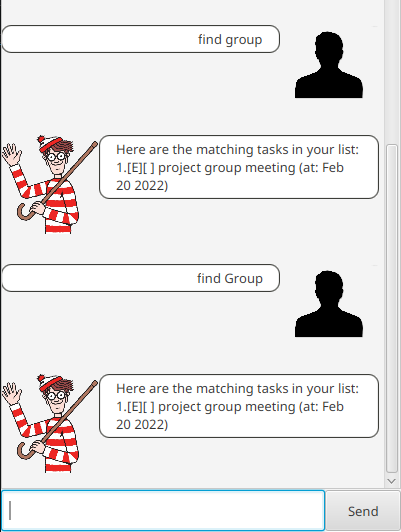 find group
Here are the matching tasks in your list:
1.[E][ ] project group meeting (at: Feb
20 2022)
find Group
Here are the matching tasks in your list:
1.[E][ ] project group meeting (at: Feb
20 2022)
Send